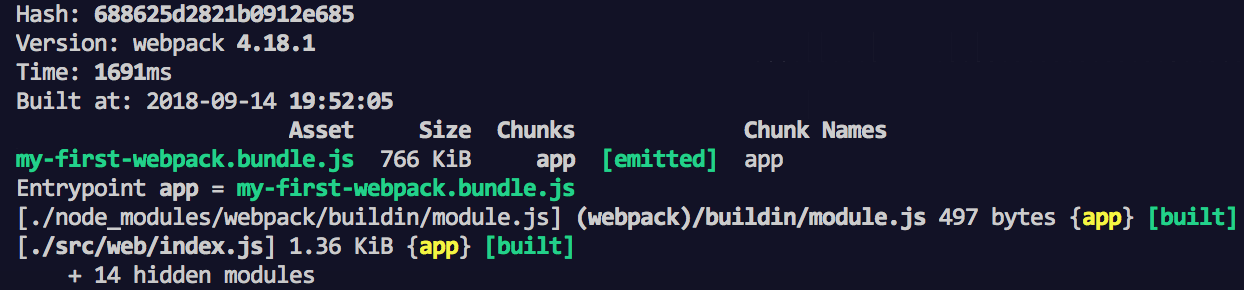 Hash: 688625d2821b0912e685
Version: webpack 4.18.1
Time: 1691ms
Built at: 2018-09-14 19:52:05
Asset Size Chunks Chunk Names
my-first-webpack.bundle.js 766 KiB app [emitted] app
Entrypoint app = my-first-webpack.bundle.js
[./node_modules/webpack/buildin/module.js] (webpack)/buildin/module.js 497 bytes {app} [built]
[./src/web/index.js] 1.36 KiB {app} [built]
+ 14 hidden modules